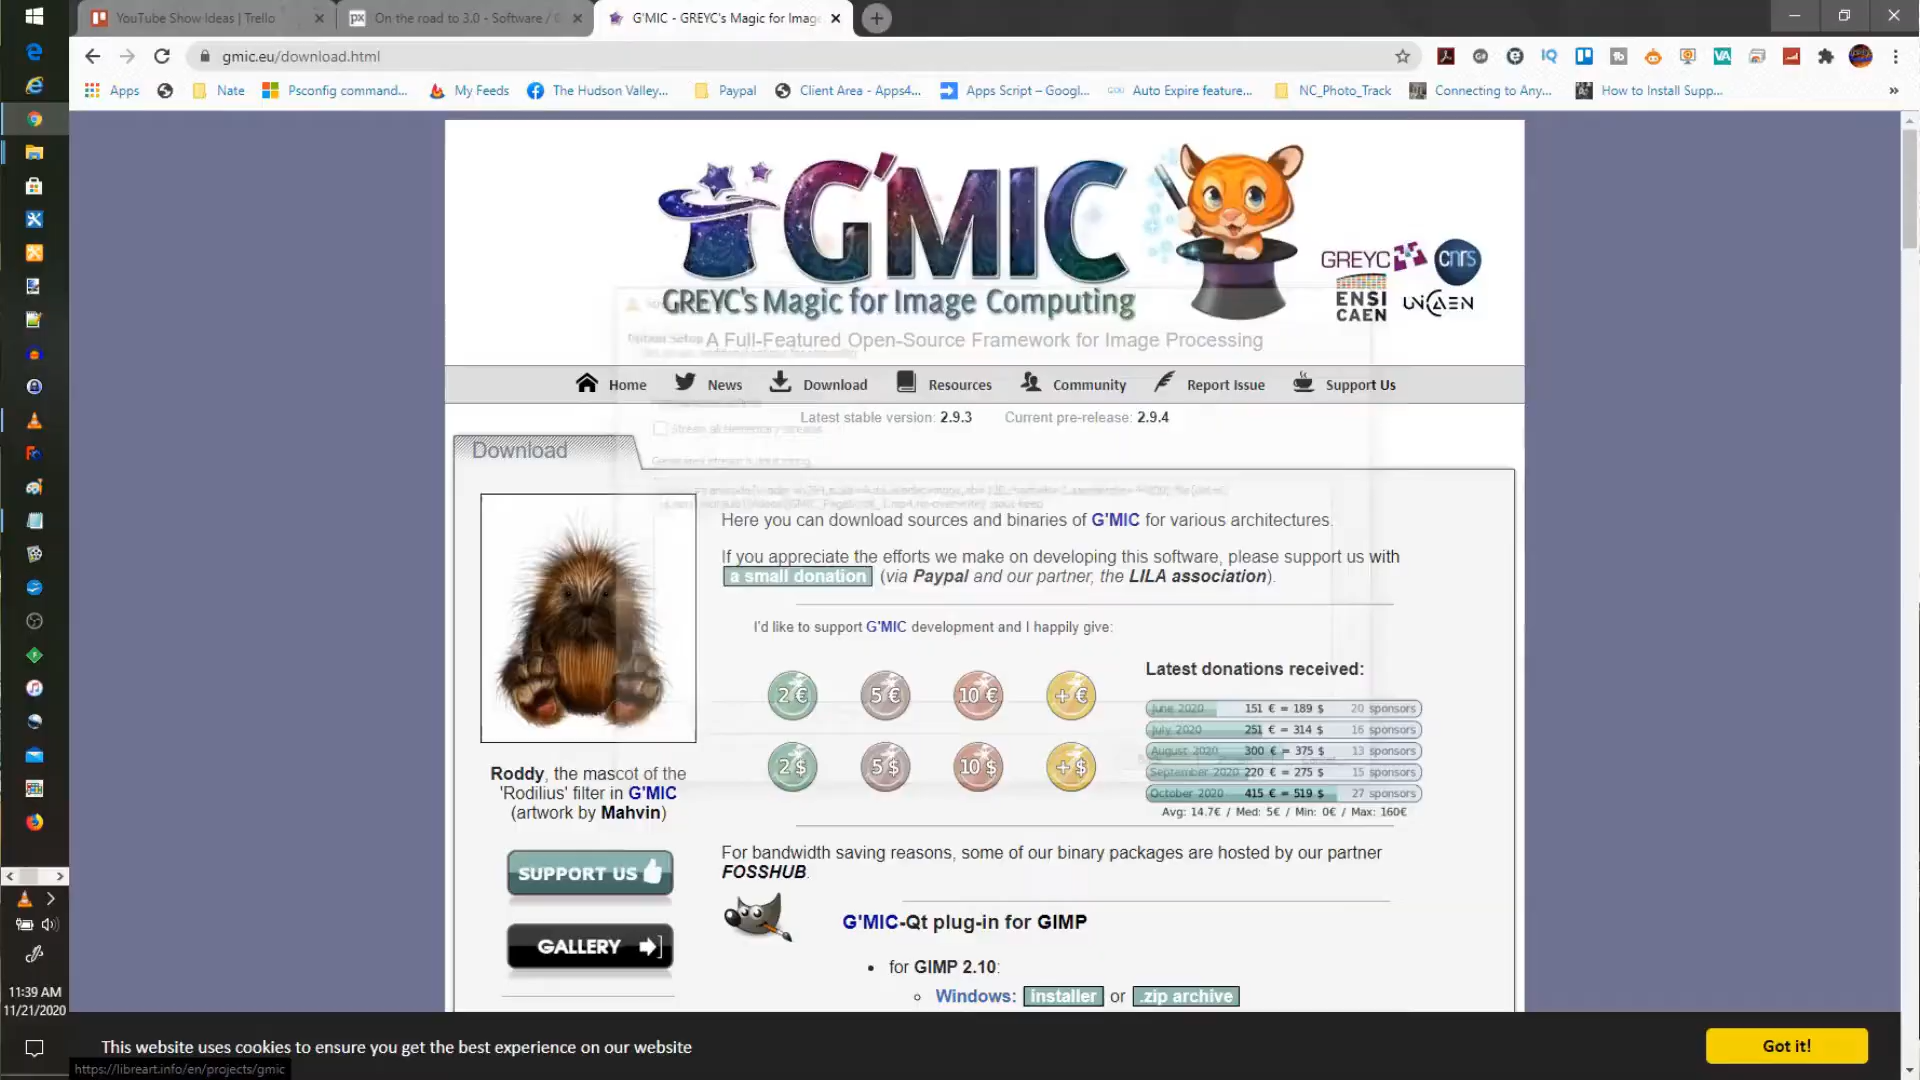 YouTube Show Ideas | Trello
On the road to 3.0 - Software /
G'MIC - GREYC's Magic for Imag
gmic.eu/download.html
Apps
Nate
Psconfig command...
My Feeds
The Hudson Valley...
Paypal
Client Area - Apps4...
Apps Script – Googl...
Auto Expire feature...
NC_Photo_Track
Connecting to Any...
How to Install Supp...
»
G'MIC
GREYC's Magic for Image Computing
GREYC
cnrs
ENSI
CAEN
UNICAEN
A Full-Featured Open-Source Framework for Image Processing
Home
News
Download
Resources
Community
Report Issue
Support Us
Latest stable version: 2.9.3
Current pre-release: 2.9.4
Download
Here you can download sources and binaries of G'MIC for various architectures.
If you appreciate the efforts we make on developing this software, please support us with
a small donation (via Paypal and our partner, the LILA association).
I'd like to support G'MIC development and I happily give:
2 €
5 €
10 €
+ €
2 $
5 $
10 $
+ $
Latest donations received:
June 2020 151 € = 189 $ 20 sponsors
July 2020 251 € = 314 $ 16 sponsors
August 2020 300 € = 375 $ 13 sponsors
September 2020 220 € = 275 $ 15 sponsors
October 2020 415 € = 519 $ 27 sponsors
Avg: 14.7€ / Med: 5€ / Min: 0€ / Max: 160€
Roddy, the mascot of the
'Rodilius' filter in G'MIC
(artwork by Mahvin)
SUPPORT US
GALLERY
For bandwidth saving reasons, some of our binary packages are hosted by our partner
FOSSHUB.
G'MIC-Qt plug-in for GIMP
• for GIMP 2.10:
Windows: installer or .zip archive
11:39 AM
11/21/2020
This website uses cookies to ensure you get the best experience on our website
Got it!
https://libreart.info/en/projects/gmic